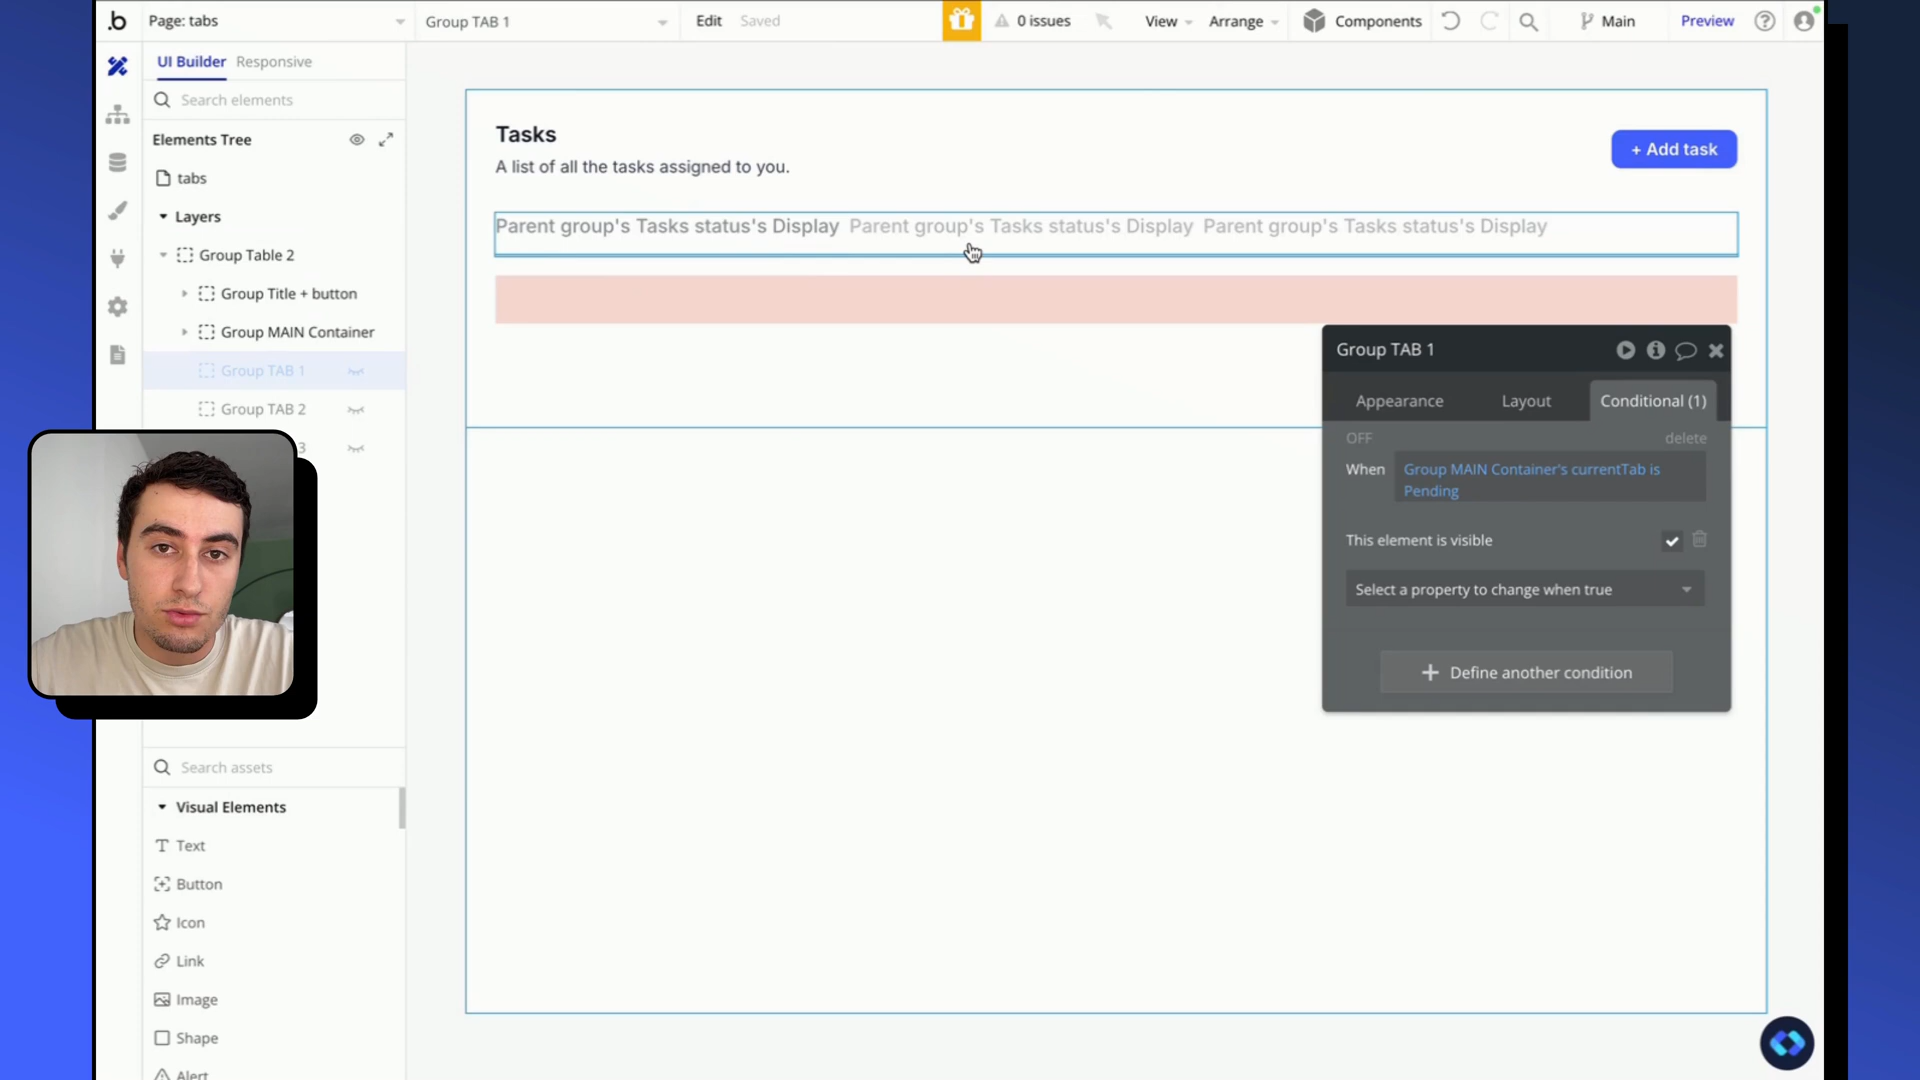 .b
Page: tabs
Group TAB 1
Edit
Saved
0 issues
View
Arrange
Components
Main
Preview
UI Builder
Responsive
Search elements
Elements Tree
tabs
Layers
Group Table 2
Group Title + button
Group MAIN Container
Group TAB 1
Group TAB 2
3
Search assets
Visual Elements
Text
Button
Icon
Link
Image
Shape
Alert
Tasks
A list of all the tasks assigned to you.
+ Add task
Parent group's Tasks status's Display
Parent group's Tasks status's Display
Parent group's Tasks status's Display
Group TAB 1
Appearance
Layout
Conditional (1)
OFF
delete
When
Group MAIN Container's currentTab is
Pending
This element is visible
Select a property to change when true
Define another condition